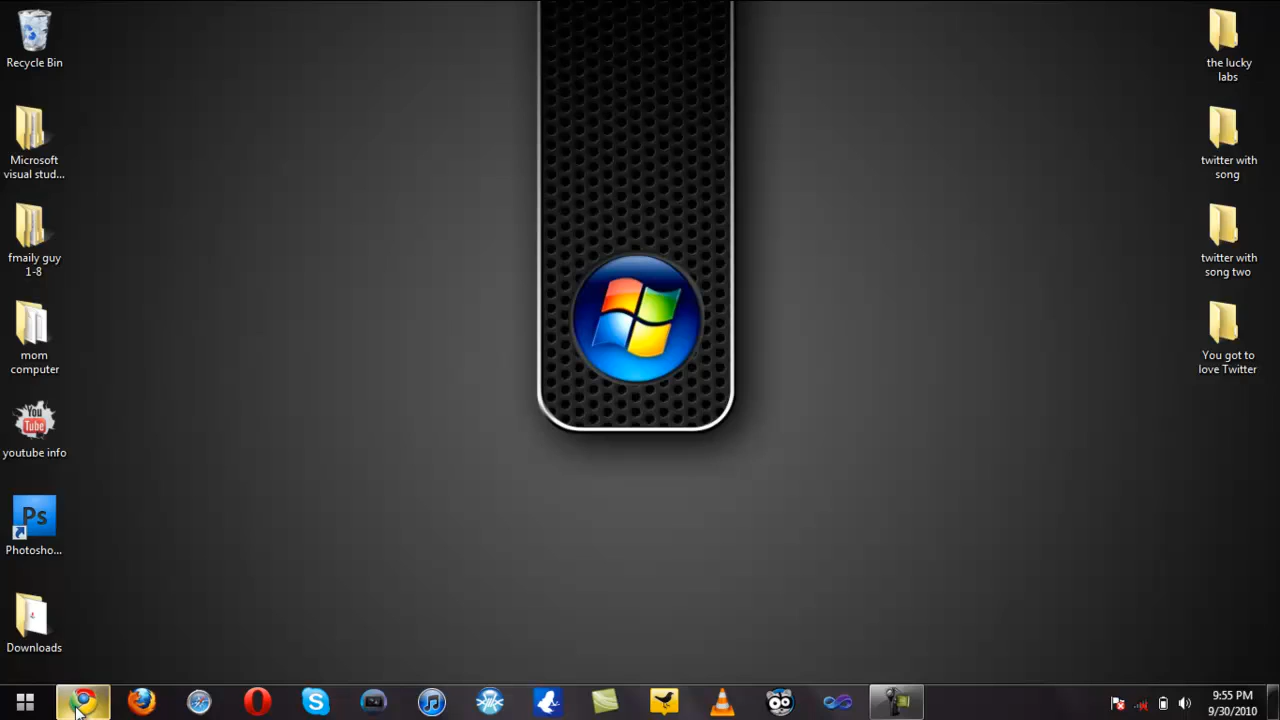 Recycle Bin
Microsoft
visual stud...
fmaily guy
1-8
mom
computer
You
Tube
youtube info
Ps
Photosho...
Downloads
the lucky
labs
twitter with
song
twitter with
song two
You got to
love Twitter
9:55 PM
9/30/2010